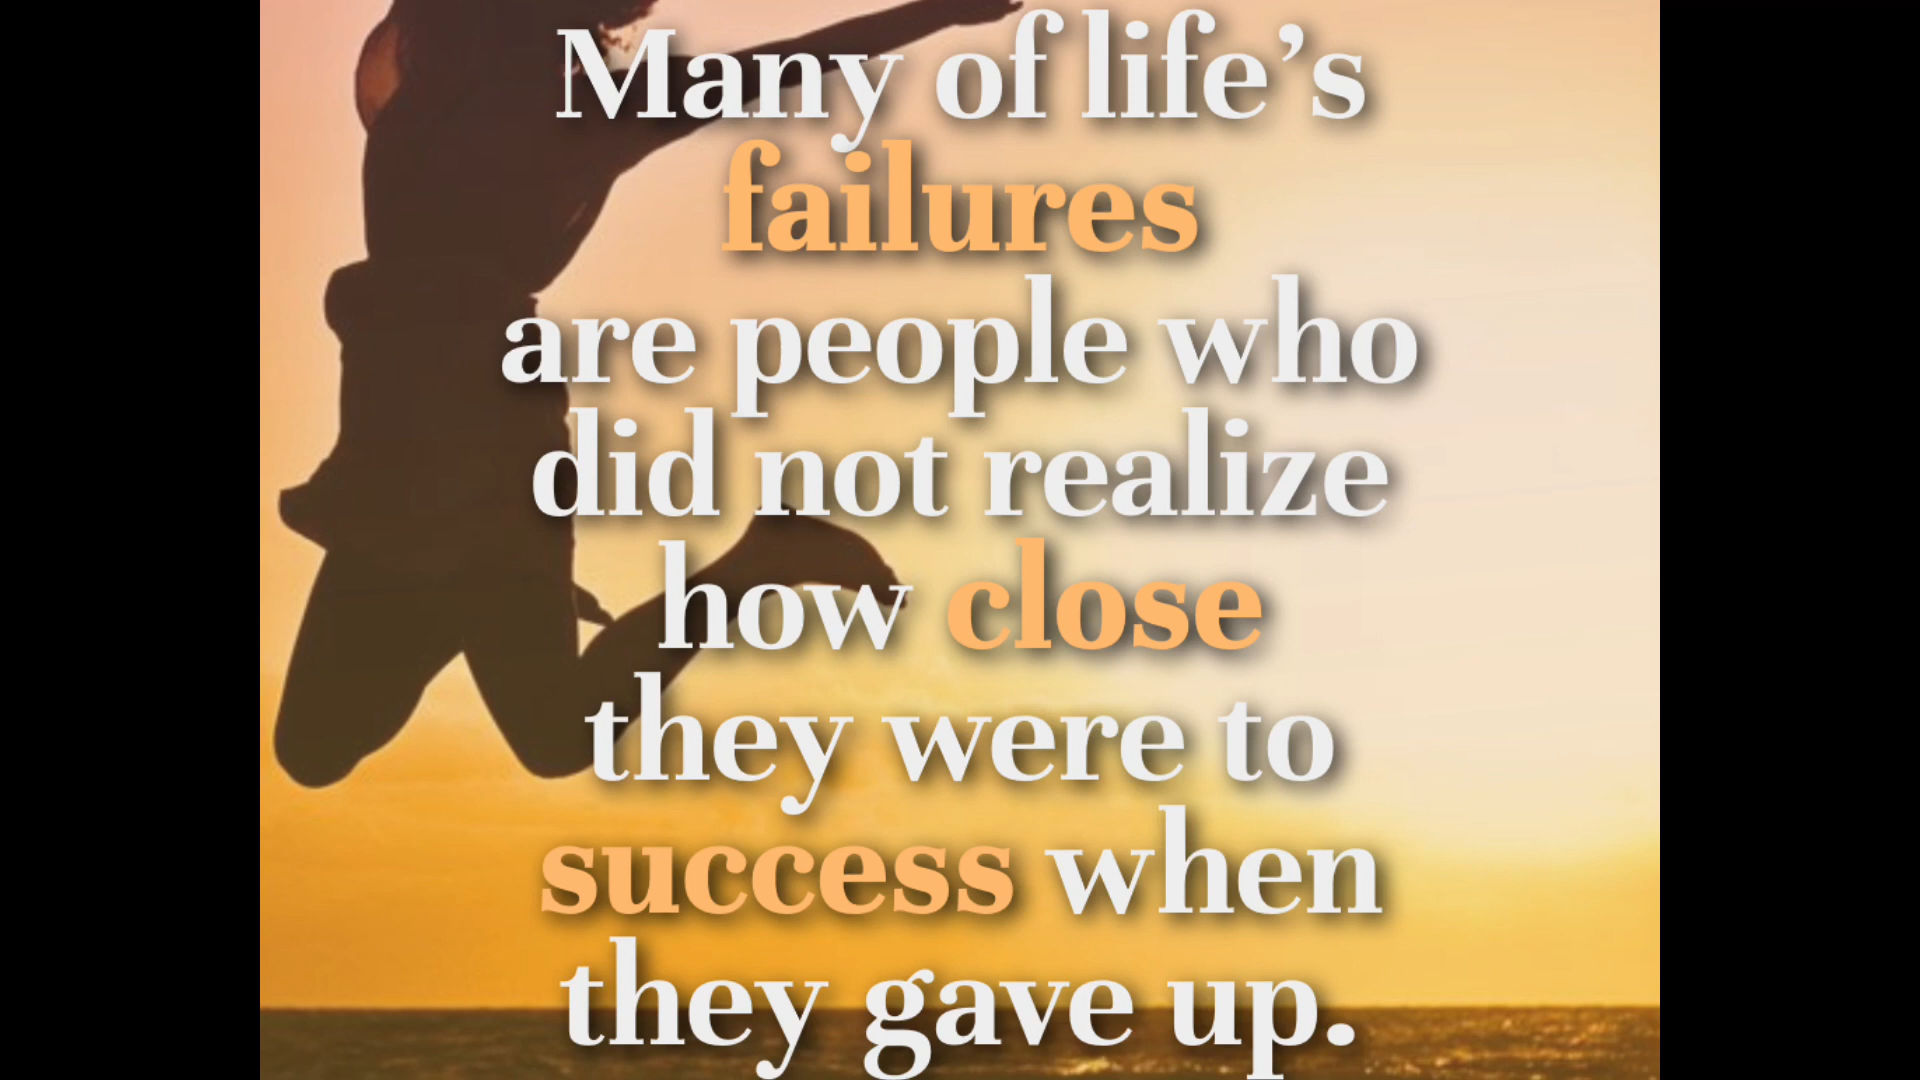 Many of life’s
failures
are people who
did not realize
how close
they were to
success when
they gave up.